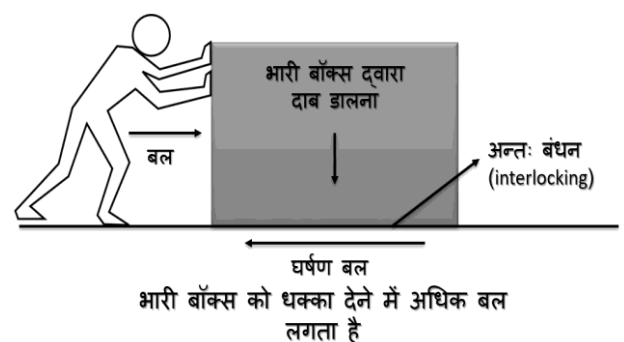 भारी बॉक्स द्वारा
दाब डालना
बल
अन्तः बंधन
(interlocking)
घर्षण बल
भारी बॉक्स को धक्का देने में अधिक बल
लगता है